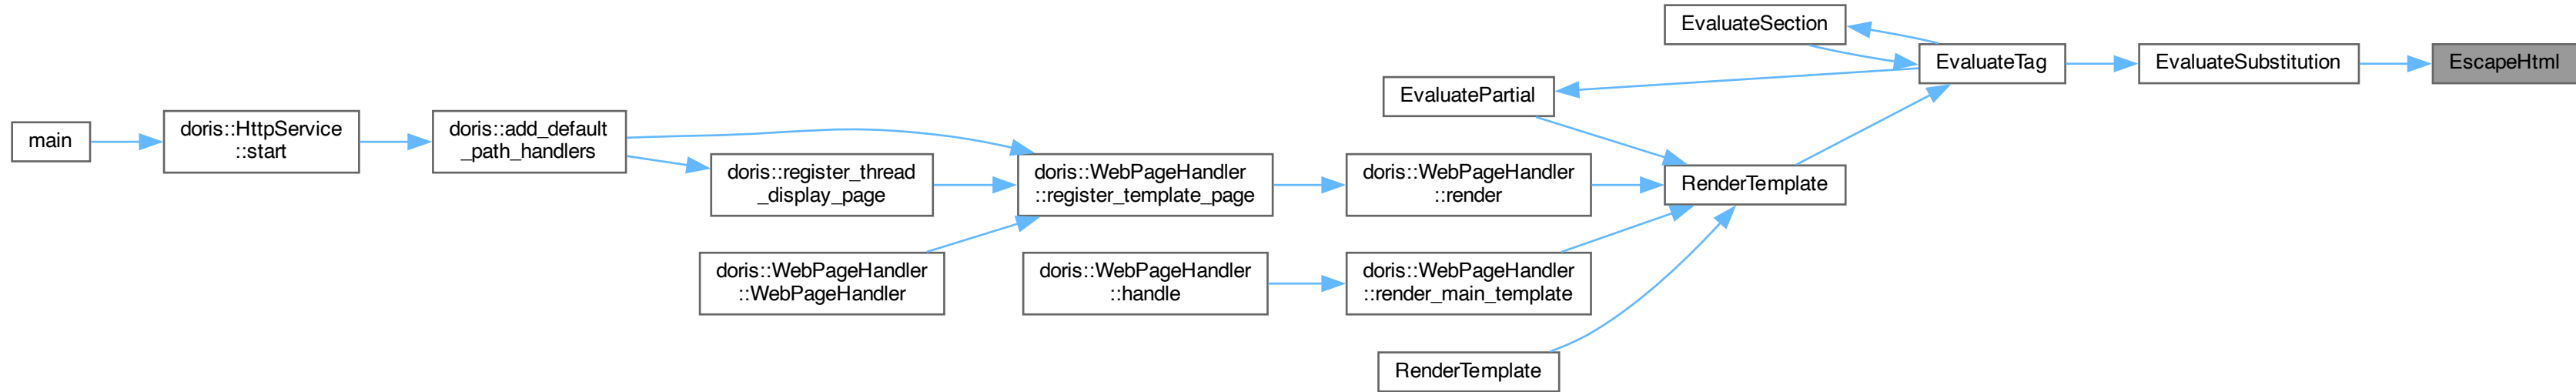 main
doris::HttpService
::start
doris::add_default
_path_handlers
doris::register_thread
_display_page
doris::WebPageHandler
::WebPageHandler
doris::WebPageHandler
::register_template_page
doris::WebPageHandler
::handle
doris::WebPageHandler
::render
doris::WebPageHandler
::render_main_template
EvaluatePartial
RenderTemplate
EvaluateSection
RenderTemplate
EvaluateTag
EvaluateSubstitution
EscapeHtml